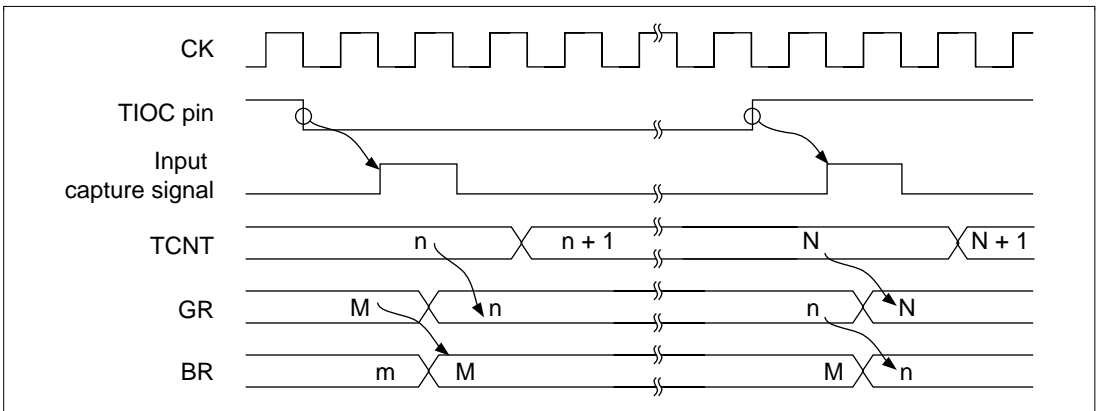 CK
TIOC pin
Input
capture signal
TCNT n n + 1 N N + 1
GR M n n N
BR m M M n